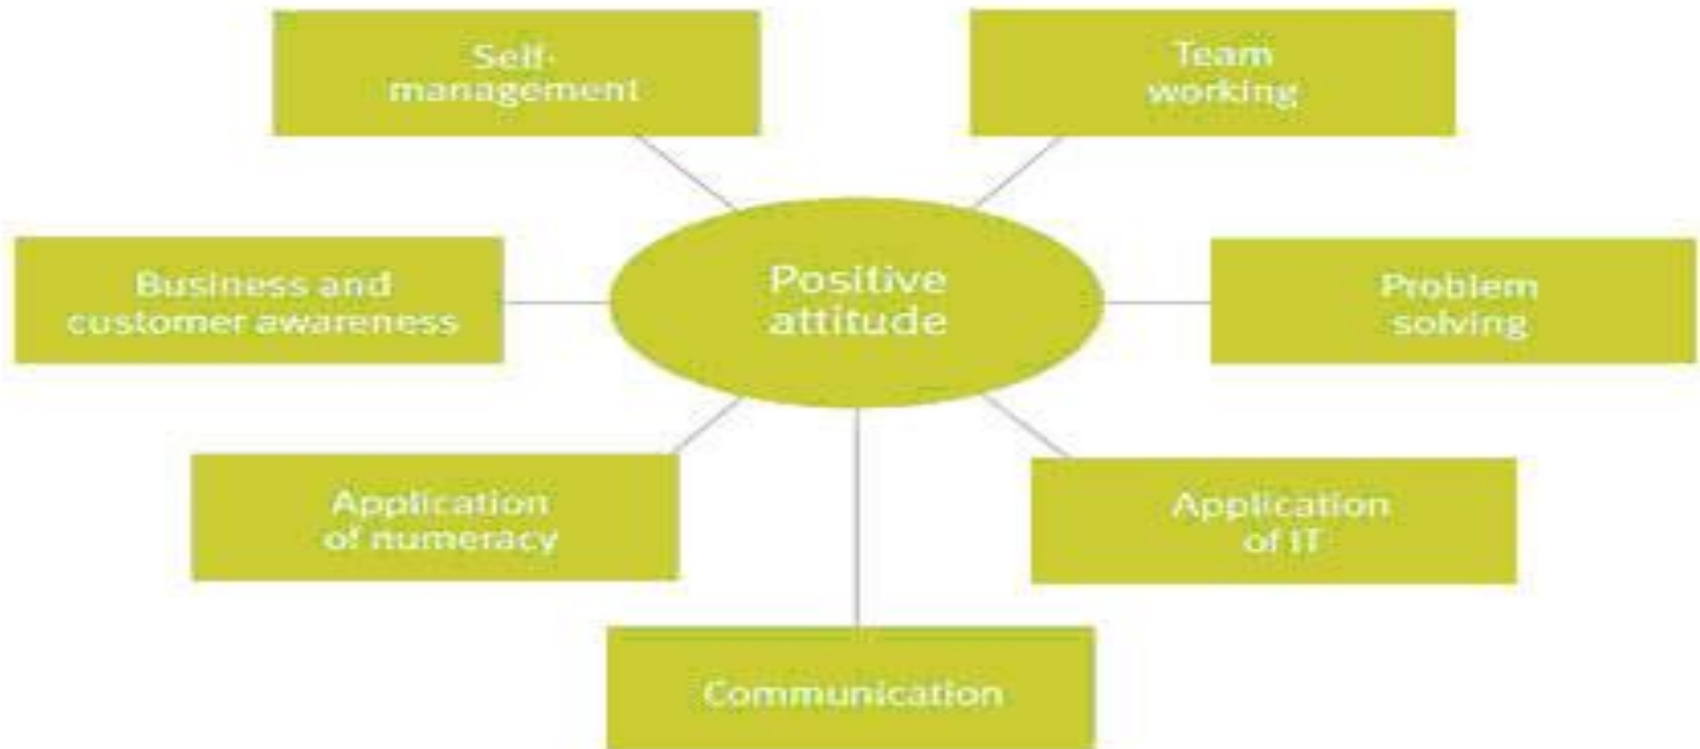 Self-
management
Team
working
Positive
attitude
Business and
customer awareness
Problem
solving
Application
of numeracy
Application
of IT
Communication